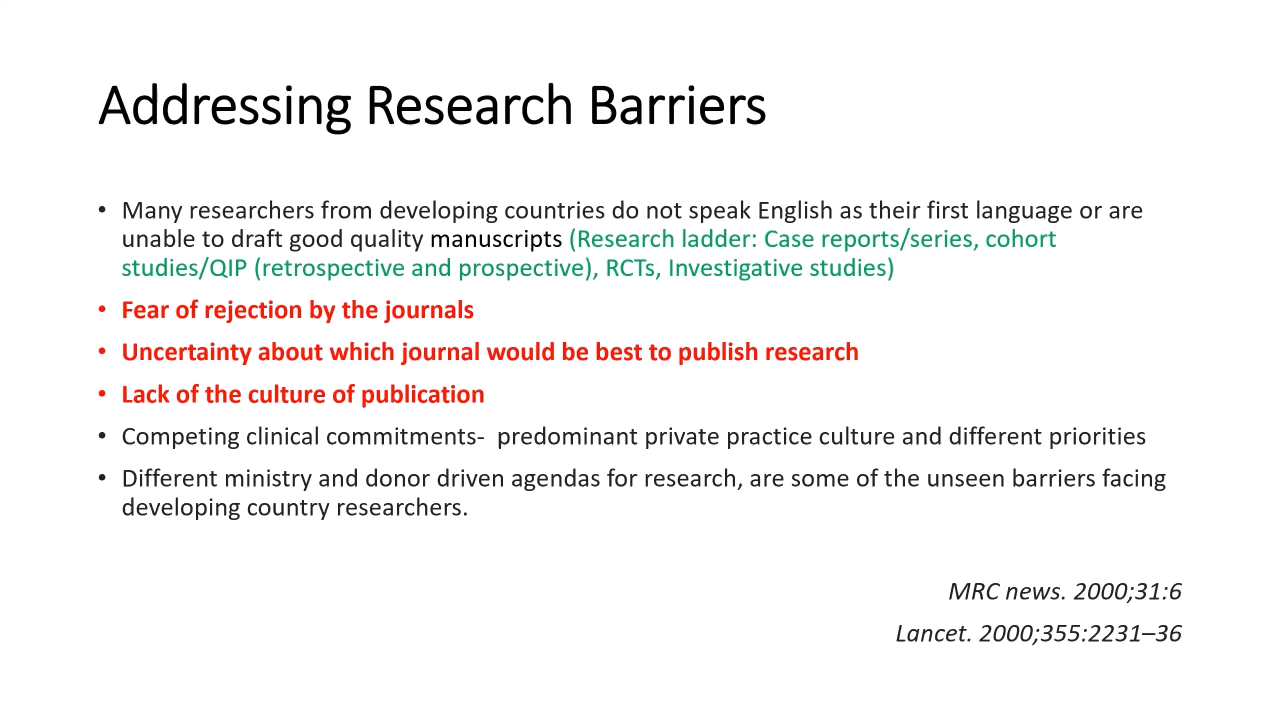 Addressing Research Barriers
• Many researchers from developing countries do not speak English as their first language or are
unable to draft good quality manuscripts (Research ladder: Case reports/series, cohort
studies/QIP (retrospective and prospective), RCTs, Investigative studies)
• Fear of rejection by the journals
• Uncertainty about which journal would be best to publish research
• Lack of the culture of publication
• Competing clinical commitments-  predominant private practice culture and different priorities
• Different ministry and donor driven agendas for research, are some of the unseen barriers facing
developing country researchers.
MRC news. 2000;31:6
Lancet. 2000;355:2231–36